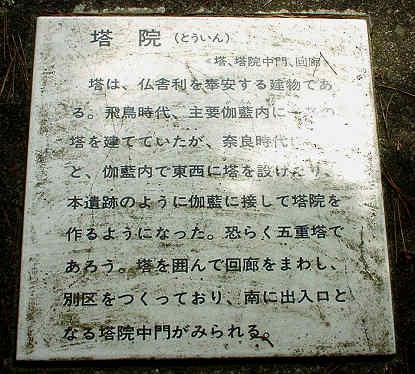 塔院 (とういん)
《塔、塔院中門、回廊
塔は、仏舎利を奉安する建物であ
る。飛鳥時代、主要伽藍内に一
塔を建てていたが、奈良時代
と、伽藍内で東西に塔を設けたり、
本遺跡のように伽藍に接して塔院を
作るようになった。恐らく五重塔で
あろう。塔を囲んで回廊をまわし、
別区をつくっており、南に出入口と
なる塔院中門がみられる。